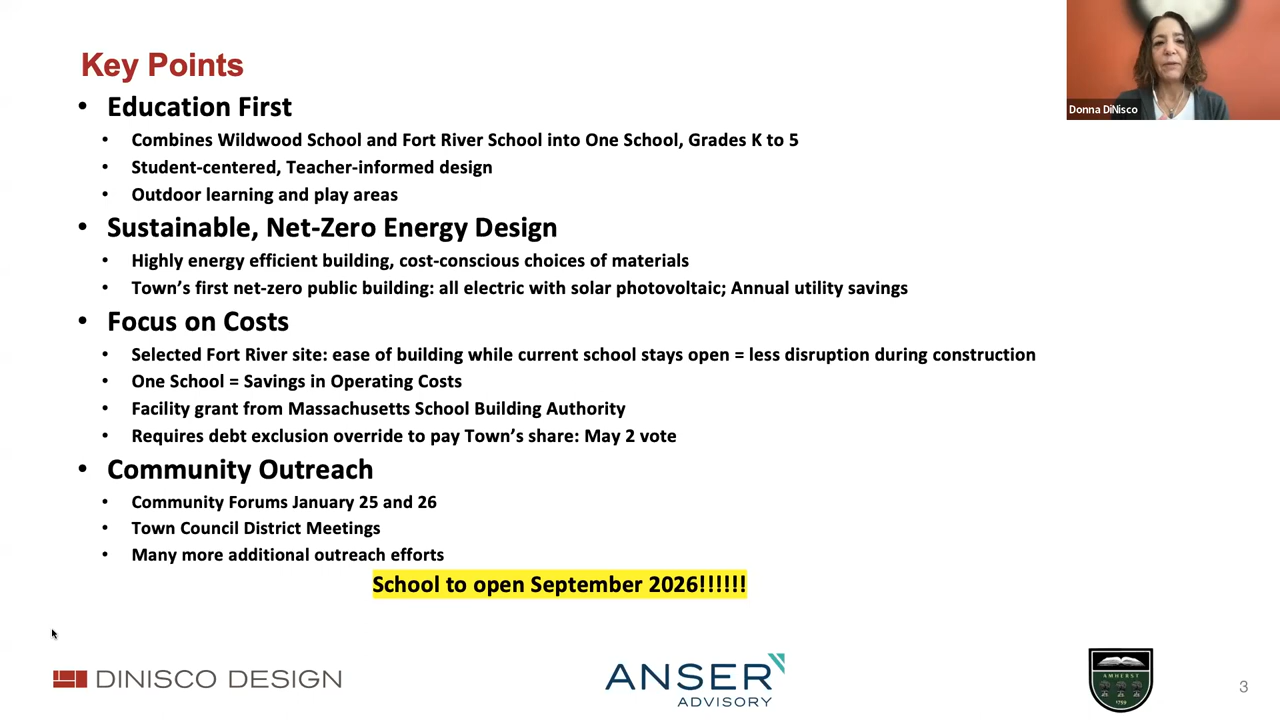 Key Points
Donna DiNisco
• Education First
• Combines Wildwood School and Fort River School into One School, Grades K to 5
• Student-centered, Teacher-informed design
• Outdoor learning and play areas
• Sustainable, Net-Zero Energy Design
• Highly energy efficient building, cost-conscious choices of materials
• Town’s first net-zero public building: all electric with solar photovoltaic; Annual utility savings
• Focus on Costs
• Selected Fort River site: ease of building while current school stays open = less disruption during construction
• One School = Savings in Operating Costs
• Facility grant from Massachusetts School Building Authority
• Requires debt exclusion override to pay Town’s share: May 2 vote
• Community Outreach
• Community Forums January 25 and 26
• Town Council District Meetings
• Many more additional outreach efforts
School to open September 2026!!!!!!
DINISCO DESIGN
ANSER
ADVISORY
AMHERST
1759
3